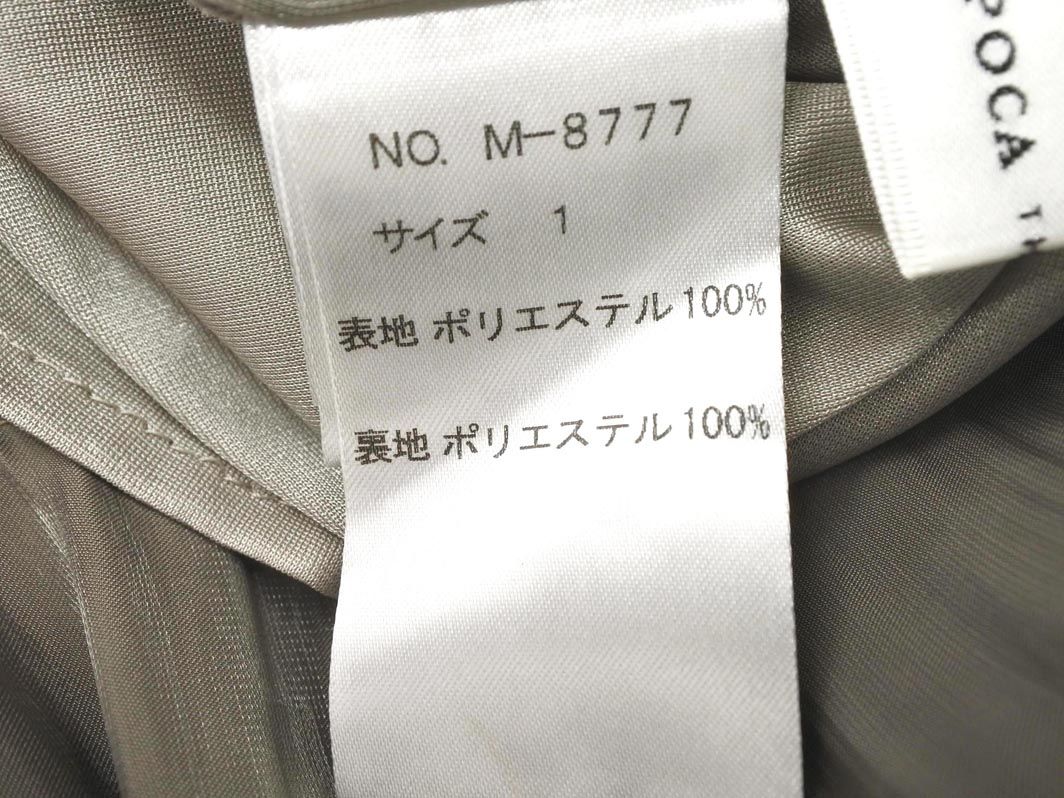 NO. M-8777
サイズ 1
表地 ポリエステル100%
裏地 ポリエステル100%
POCA